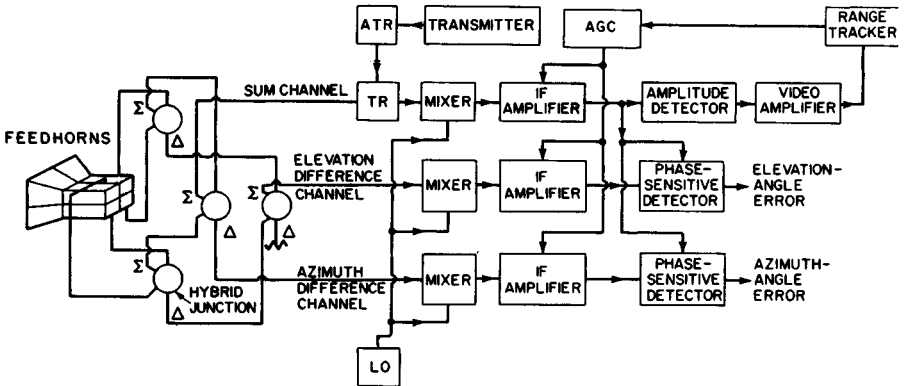 ATR
TRANSMITTER
AGC
RANGE
TRACKER
Σ
SUM CHANNEL
TR
MIXER
IF
AMPLIFIER
AMPLITUDE
DETECTOR
VIDEO
AMPLIFIER
FEEDHORNS
Δ
ELEVATION
DIFFERENCE
CHANNEL
MIXER
IF
AMPLIFIER
PHASE-
SENSITIVE
DETECTOR
ELEVATION-
ANGLE
ERROR
Σ
Σ
Δ
Δ
Σ
HYBRID
JUNCTION
Δ
AZIMUTH
DIFFERENCE
CHANNEL
MIXER
IF
AMPLIFIER
PHASE-
SENSITIVE
DETECTOR
AZIMUTH-
ANGLE
ERROR
LO